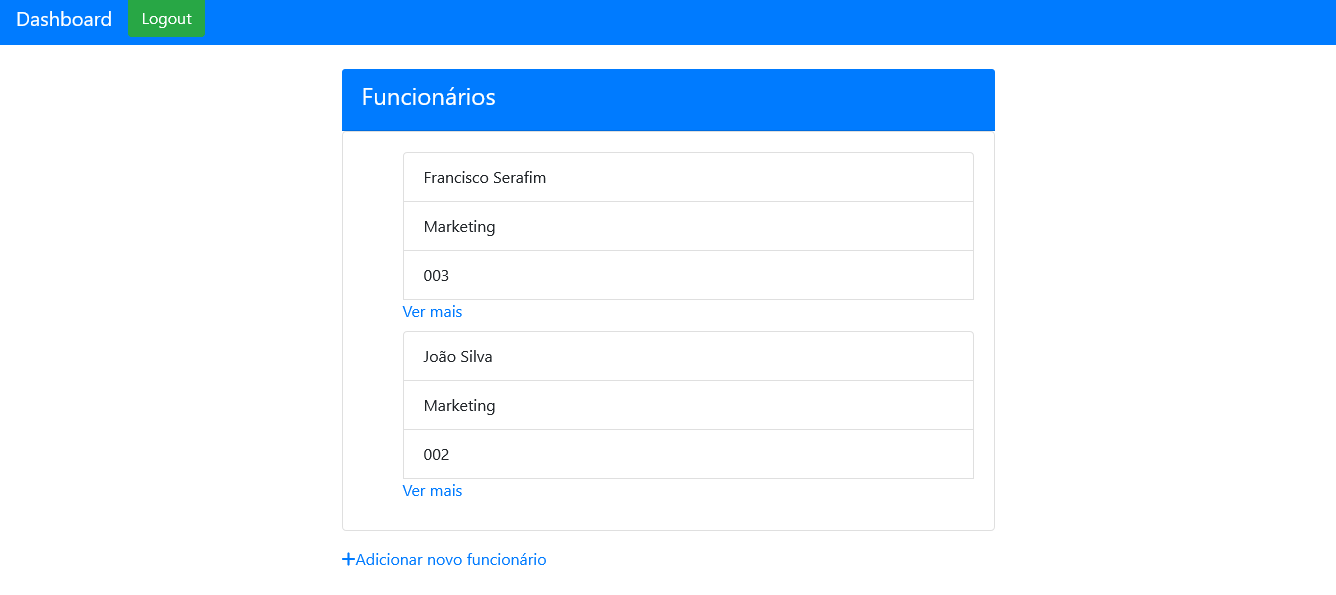 Dashboard Logout
Funcionários
Francisco Serafim
Marketing
003
Ver mais
João Silva
Marketing
002
Ver mais
+Adicionar novo funcionário